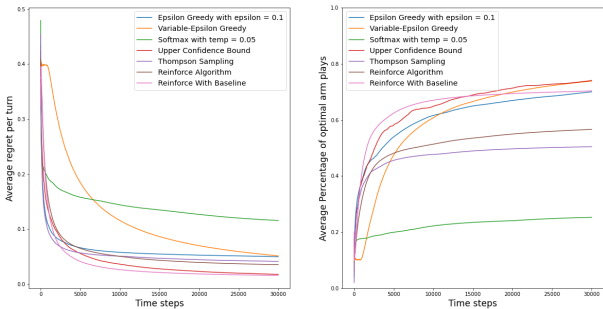 Epsilon Greedy with epsilon = 0.1
Variable-Epsilon Greedy
Softmax with temp = 0.05
Upper Confidence Bound
Thompson Sampling
Reinforce Algorithm
Reinforce With Baseline
Average regret per turn
0.5
0.4
0.3
0.2
0.1
0.0
0
5000
10000
15000
20000
25000
30000
Time steps
Epsilon Greedy with epsilon = 0.1
Variable-Epsilon Greedy
Softmax with temp = 0.05
Upper Confidence Bound
Thompson Sampling
Reinforce Algorithm
Reinforce With Baseline
Average Percentage of optimal arm plays
1.0
0.8
0.6
0.4
0.2
0.0
0
5000
10000
15000
20000
25000
30000
Time steps